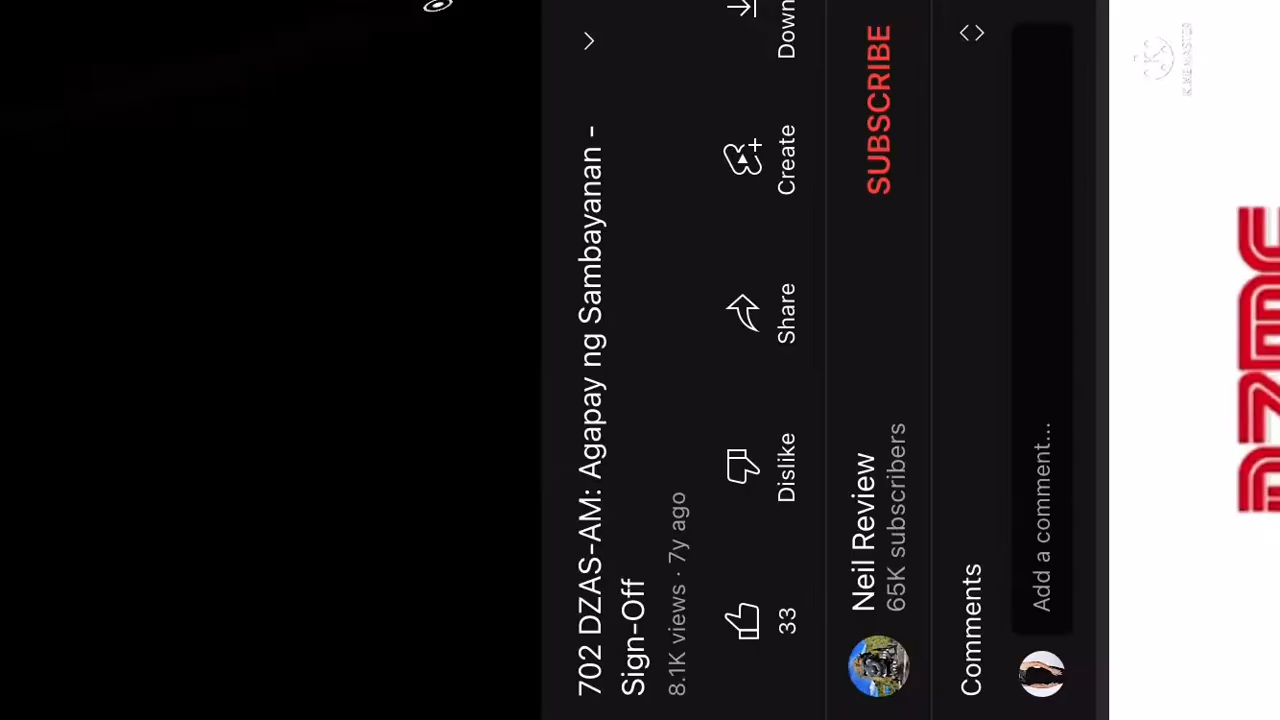 702 DZAS-AM: Agapay ng Sambayanan -
Sign-Off
8.1K views · 7y ago
33
Dislike
Share
Create
Down
Neil Review
65K subscribers
SUBSCRIBE
Comments
Add a comment...
KINEMASTER